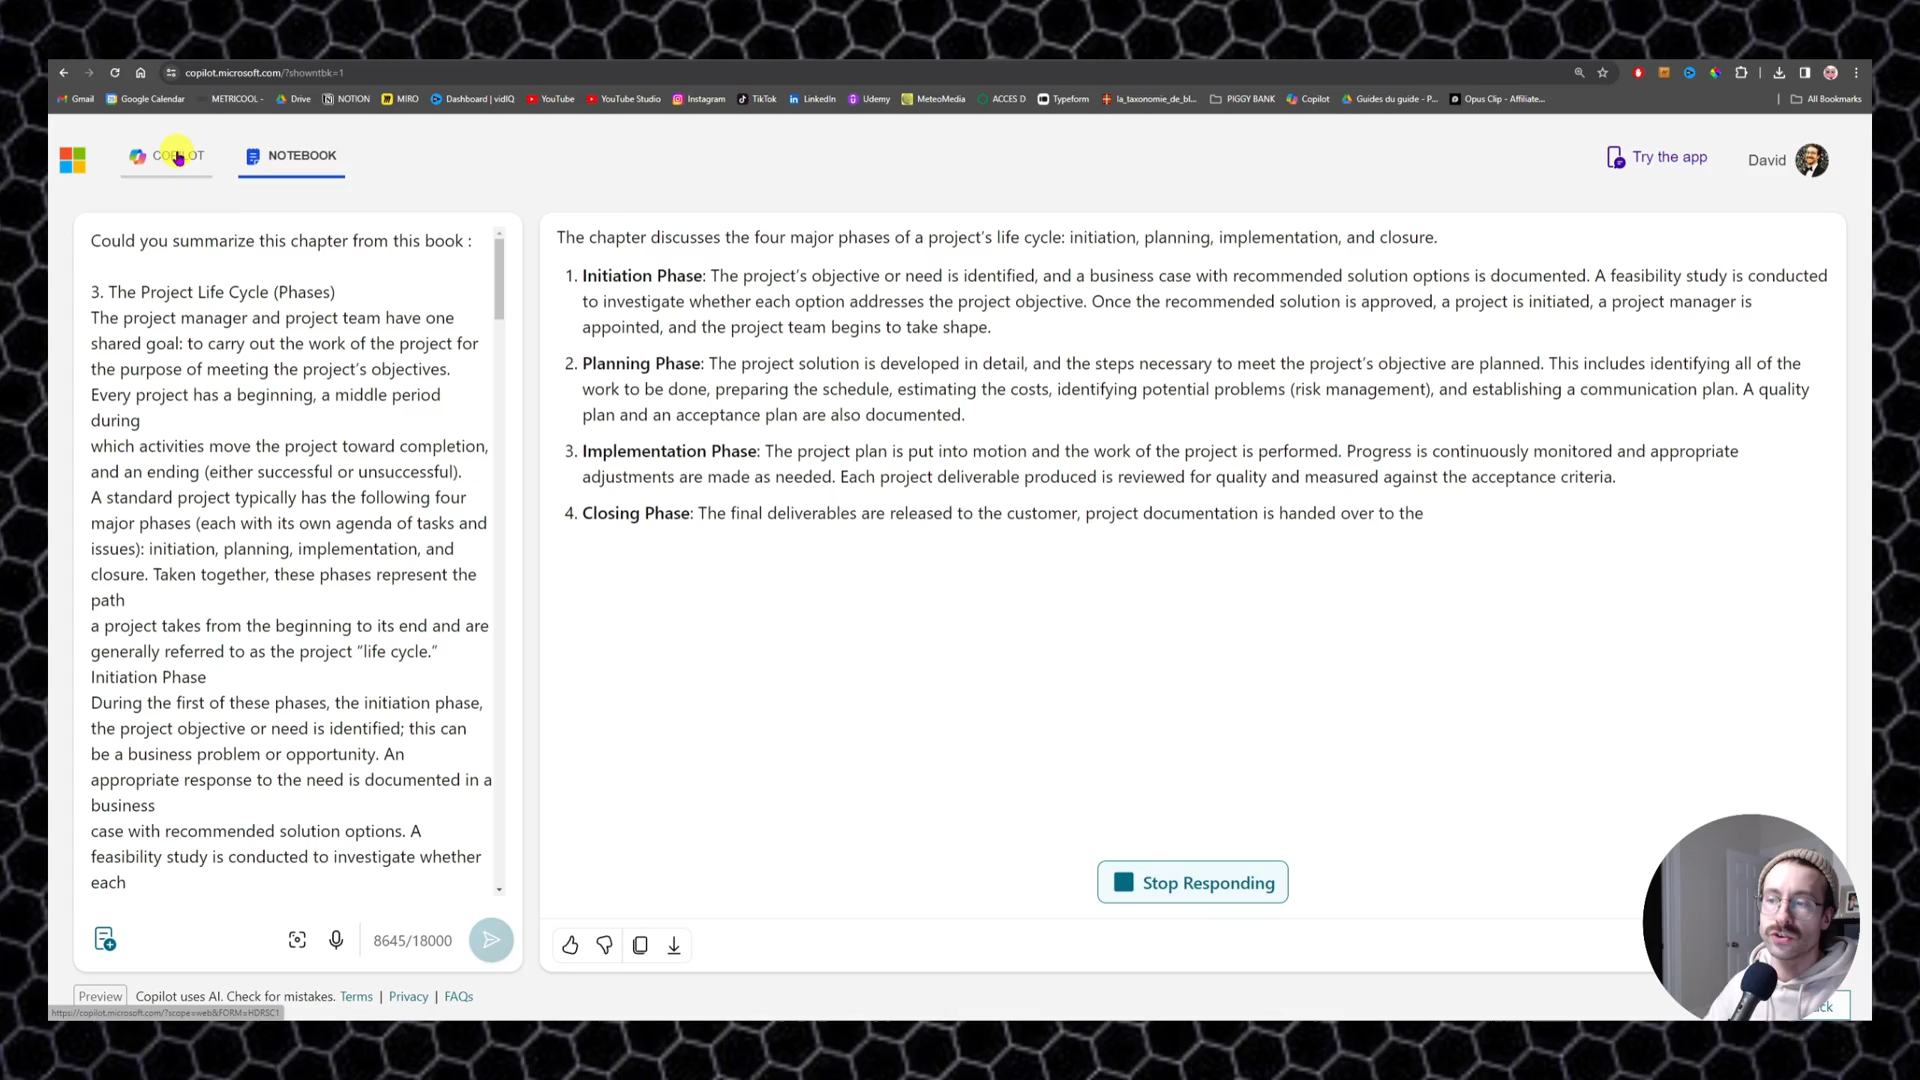 copilot.microsoft.com/?showntbk=1
Gmail Google Calendar METRICOOL - Drive NOTION MIRO Dashboard | vidIQ YouTube YouTube Studio Instagram TikTok LinkedIn Udemy MeteoMedia ACCES D Typeform la_taxonomie_de_bl... PIGGY BANK Copilot Guides du guide - P... Opus Clip - Affiliate... All Bookmarks
COPILOT NOTEBOOK Try the app David
Could you summarize this chapter from this book :
3. The Project Life Cycle (Phases)
The project manager and project team have one
shared goal: to carry out the work of the project for
the purpose of meeting the project's objectives.
Every project has a beginning, a middle period
during
which activities move the project toward completion,
and an ending (either successful or unsuccessful).
A standard project typically has the following four
major phases (each with its own agenda of tasks and
issues): initiation, planning, implementation, and
closure. Taken together, these phases represent the
path
a project takes from the beginning to its end and are
generally referred to as the project “life cycle.”
Initiation Phase
During the first of these phases, the initiation phase,
the project objective or need is identified; this can
be a business problem or opportunity. An
appropriate response to the need is documented in a
business
case with recommended solution options. A
feasibility study is conducted to investigate whether
each
8645/18000
The chapter discusses the four major phases of a project’s life cycle: initiation, planning, implementation, and closure.
1. Initiation Phase: The project’s objective or need is identified, and a business case with recommended solution options is documented. A feasibility study is conducted
to investigate whether each option addresses the project objective. Once the recommended solution is approved, a project is initiated, a project manager is
appointed, and the project team begins to take shape.
2. Planning Phase: The project solution is developed in detail, and the steps necessary to meet the project’s objective are planned. This includes identifying all of the
work to be done, preparing the schedule, estimating the costs, identifying potential problems (risk management), and establishing a communication plan. A quality
plan and an acceptance plan are also documented.
3. Implementation Phase: The project plan is put into motion and the work of the project is performed. Progress is continuously monitored and appropriate
adjustments are made as needed. Each project deliverable produced is reviewed for quality and measured against the acceptance criteria.
4. Closing Phase: The final deliverables are released to the customer, project documentation is handed over to the
Stop Responding
Preview Copilot uses AI. Check for mistakes. Terms | Privacy | FAQs
https://copilot.microsoft.com/?scope=web&FORM=HDRSC1